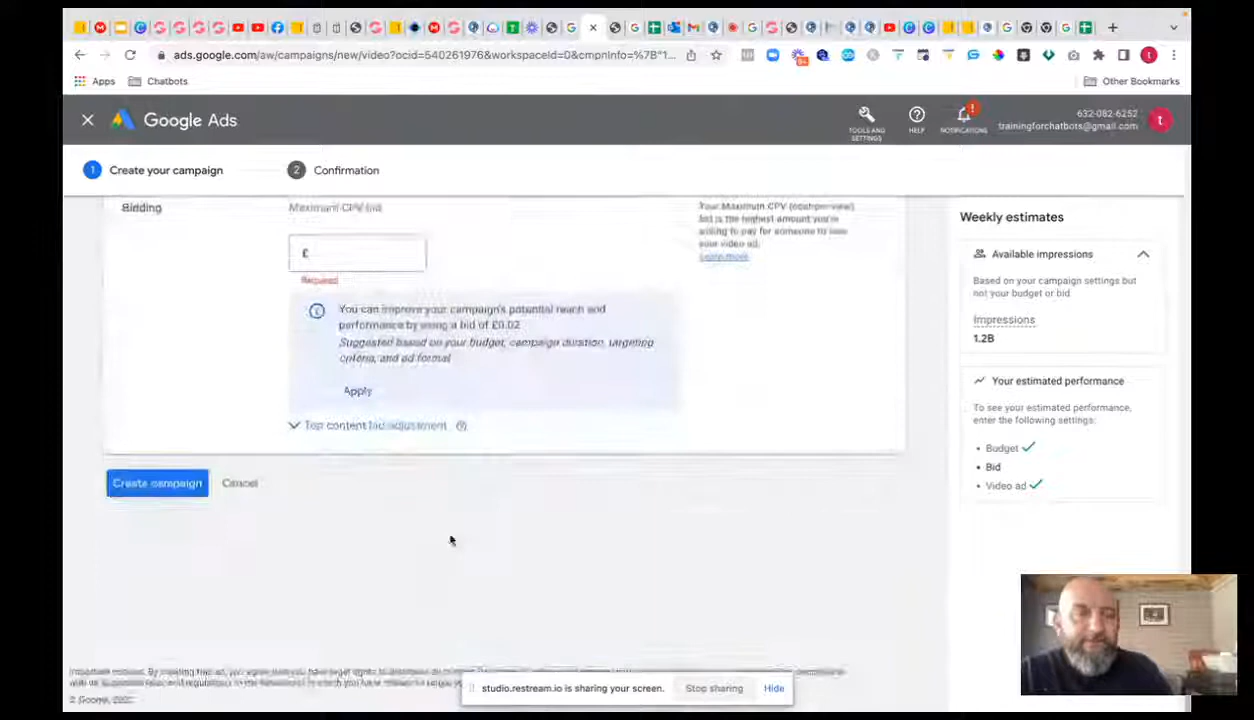 ads.google.com/aw/campaigns/new/video?ocid=540261976&workspaceId=0&cmpnInfo=%7B"1...
Apps
Chatbots
Other Bookmarks
Google Ads
TOOLS AND
SETTINGS
HELP
NOTIFICATIONS
632-082-6252
trainingforchatbots@gmail.com
1 Create your campaign
2 Confirmation
Bidding
Maximum CPV bid
£
Required
You can improve your campaign's potential reach and
performance by using a bid of £0.02
Suggested based on your budget, campaign duration, targeting
criteria, and ad format
Apply
Top content bid adjustment
Your Maximum CPV (cost-per-view)
bid is the highest amount you're
willing to pay for someone to view
your video ad.
Learn more
Weekly estimates
Available impressions
Based on your campaign settings but
not your budget or bid
Impressions
1.2B
Your estimated performance
To see your estimated performance,
enter the following settings:
• Budget
• Bid
• Video ad
Create campaign
Cancel
studio.restream.io is sharing your screen.
Stop sharing
Hide